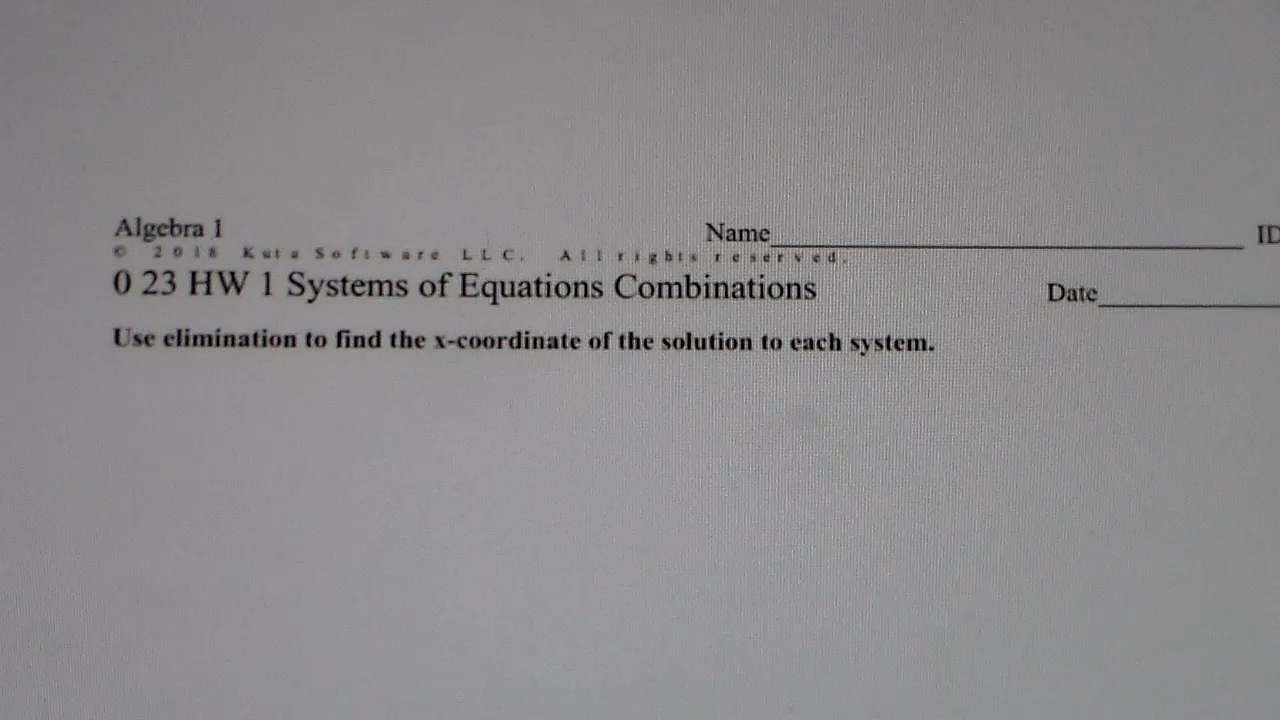 Algebra 1 Name ID
© 2018 Kuta Software LLC. All rights reserved.
0 23 HW 1 Systems of Equations Combinations Date
Use elimination to find the x-coordinate of the solution to each system.